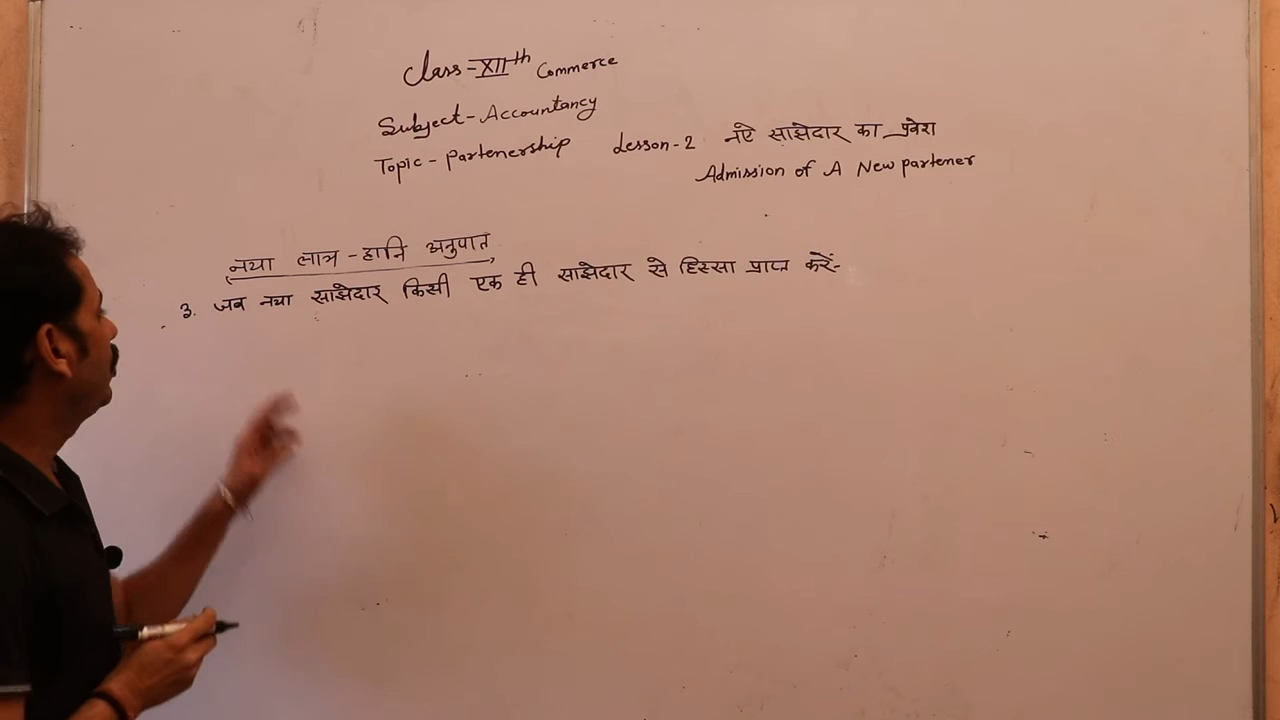 Class-XIIth Commerce
Subject-Accountancy
Topic-Partenership Lesson-2 नऐ साझेदार का प्रवेश
Admission of A New partener
नया लाभ-हानि अनुपात
3. जब नया साझेदार किसी एक ही साझेदार से हिस्सा प्राप्त करें-